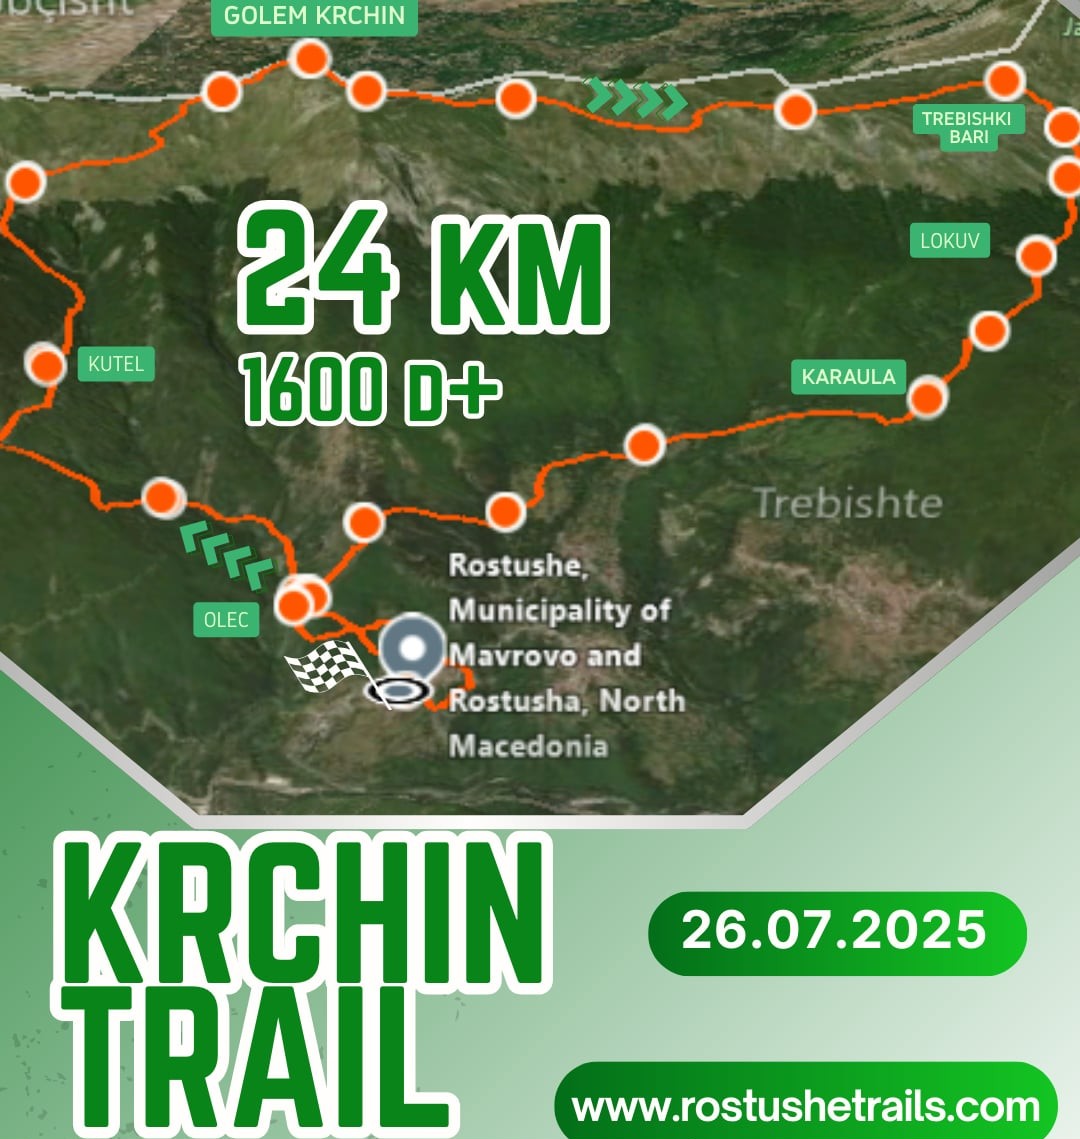 GOLEM KRCHIN
TREBISHKI
BARI
24 KM
1600 D+
LOKUV
KUTEL
KARAULA
Trebishte
Rostushe,
Municipality of
Mavrovo and
Rostusha, North
Macedonia
OLEC
KRCHIN
TRAIL
26.07.2025
www.rostushetrails.com